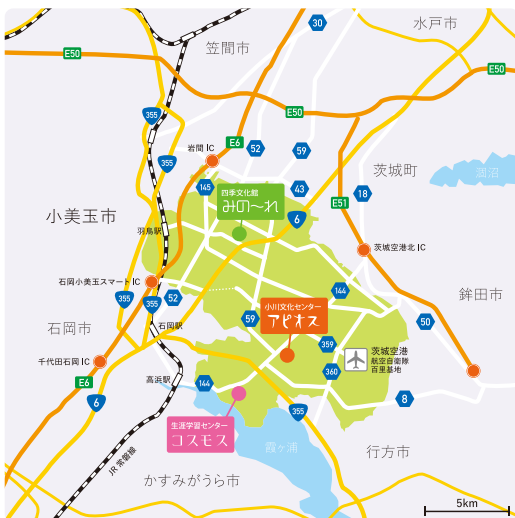 水戸市
30
笠間市
E50
E50
355
E50
E6
岩間 IC
52
59
355
茨城町
涸沼
145
43
18
四季文化館
みの〜れ
E51
6
小美玉市
羽鳥駅
茨城空港北 IC
石岡小美玉スマート IC
144
鉾田市
355
355
52
小川文化センター
アピオス
石岡市
石岡駅
59
50
359
茨城空港
航空自衛隊
百里基地
千代田石岡 IC
360
E6
高浜駅
144
8
6
355
生涯学習センター
コスモス
霞ヶ浦
行方市
JR 常磐線
かすみがうら市
5km